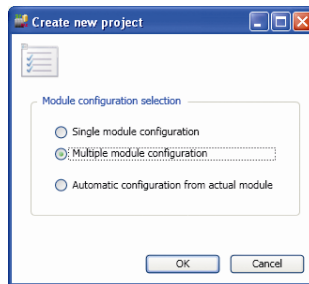 Create new project
Module configuration selection
Single module configuration
Multiple module configuration
Automatic configuration from actual module
OK
Cancel